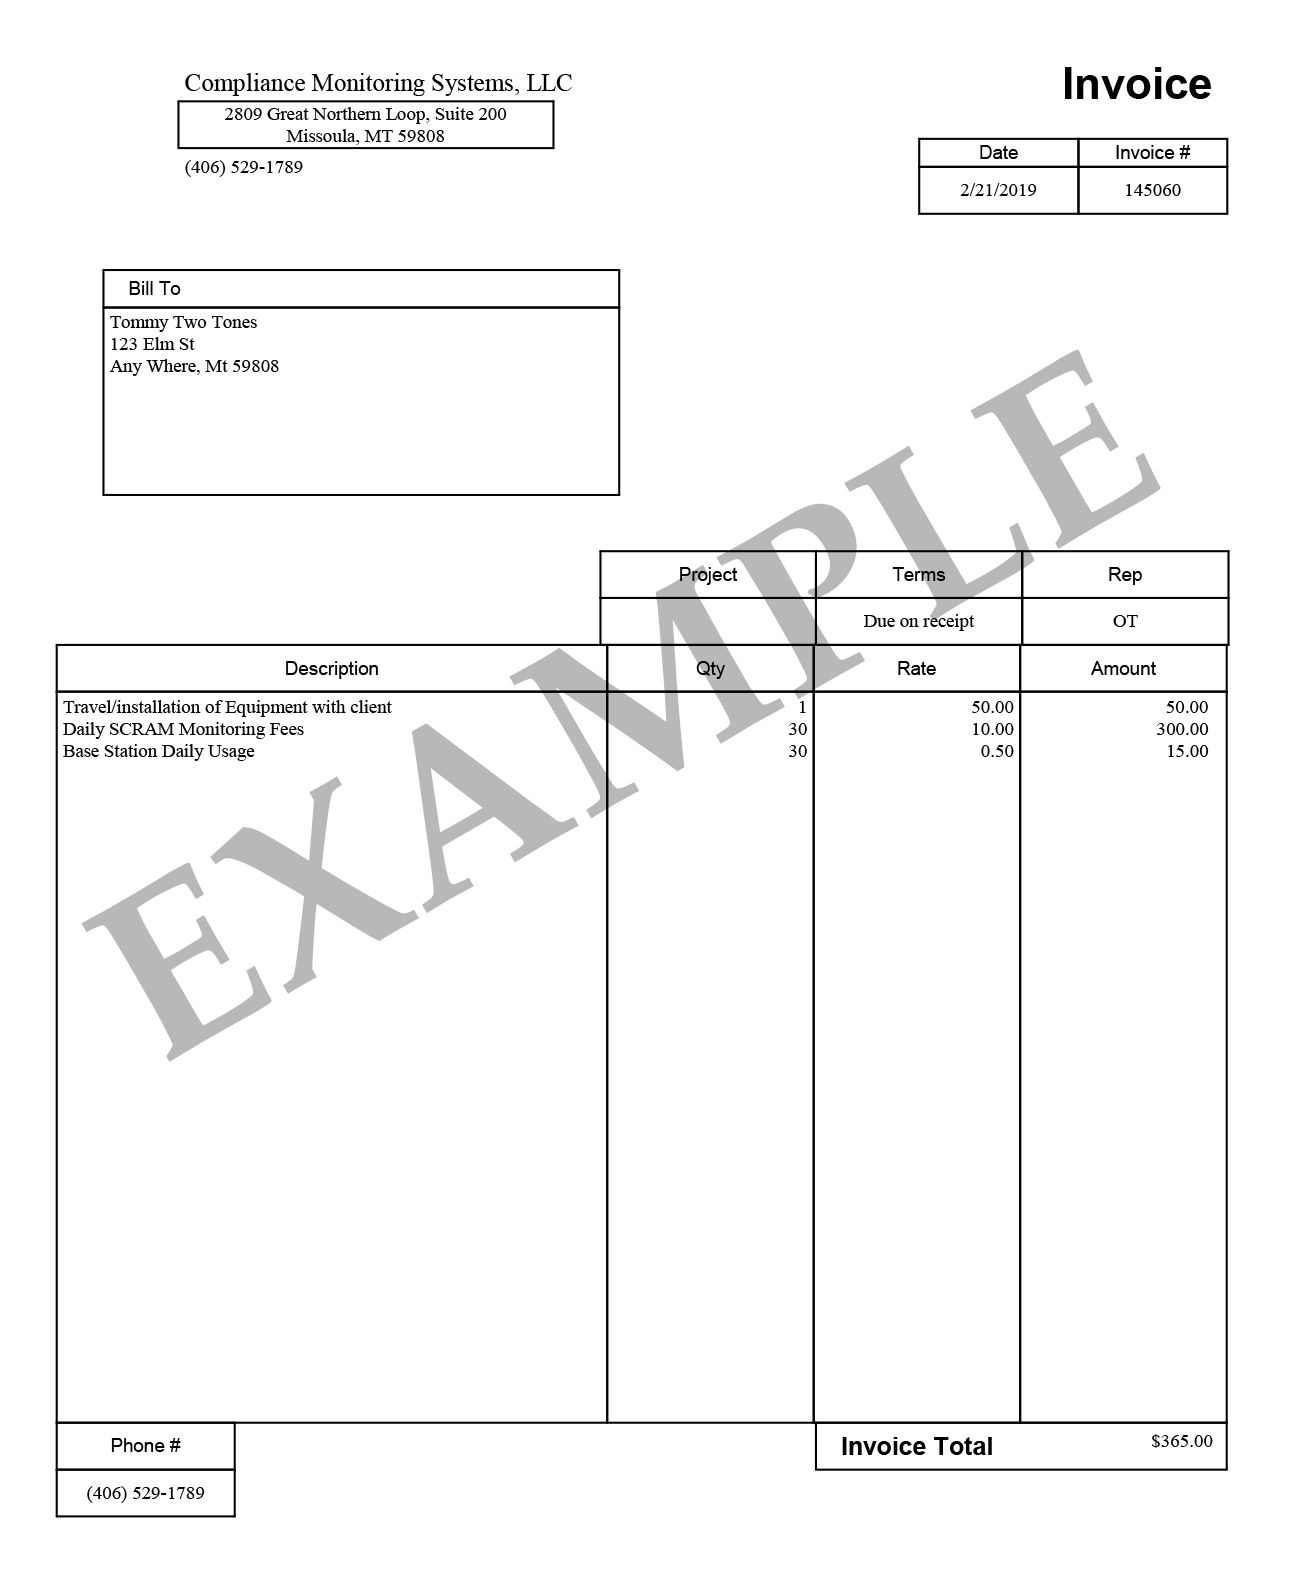 Compliance Monitoring Systems, LLC
2809 Great Northern Loop, Suite 200
Missoula, MT 59808
(406) 529-1789
Invoice
Date Invoice #
2/21/2019 145060
Bill To
Tommy Two Tones
123 Elm St
Any Where, Mt 59808
EXAMPLE
Project Terms Rep
Due on receipt OT
Description Qty Rate Amount
Travel/installation of Equipment with client 1 50.00 50.00
Daily SCRAM Monitoring Fees 30 10.00 300.00
Base Station Daily Usage 30 0.50 15.00
Invoice Total $365.00
Phone #
(406) 529-1789